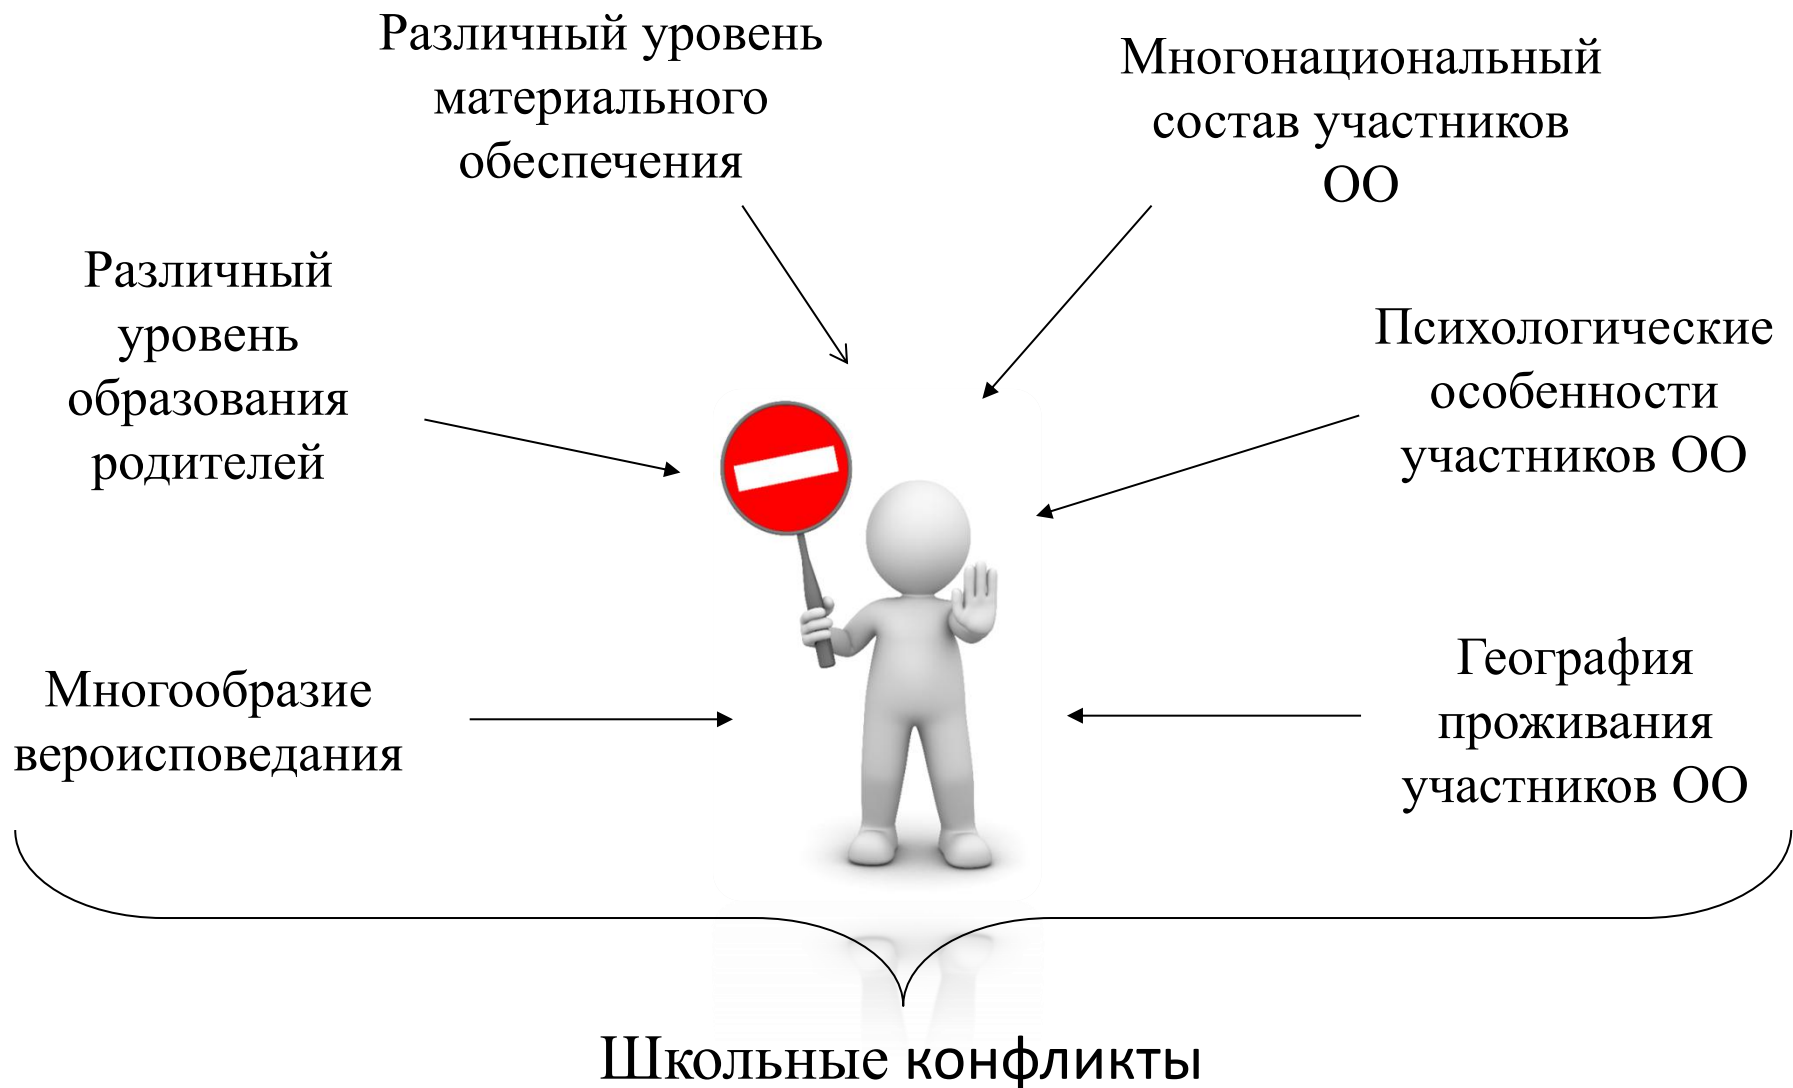 Различный уровень
материального
обеспечения
Многонациональный
состав участников
ОО
Различный
уровень
образования
родителей
Психологические
особенности
участников ОО
Многообразие
вероисповедания
География
проживания
участников ОО
Школьные конфликты